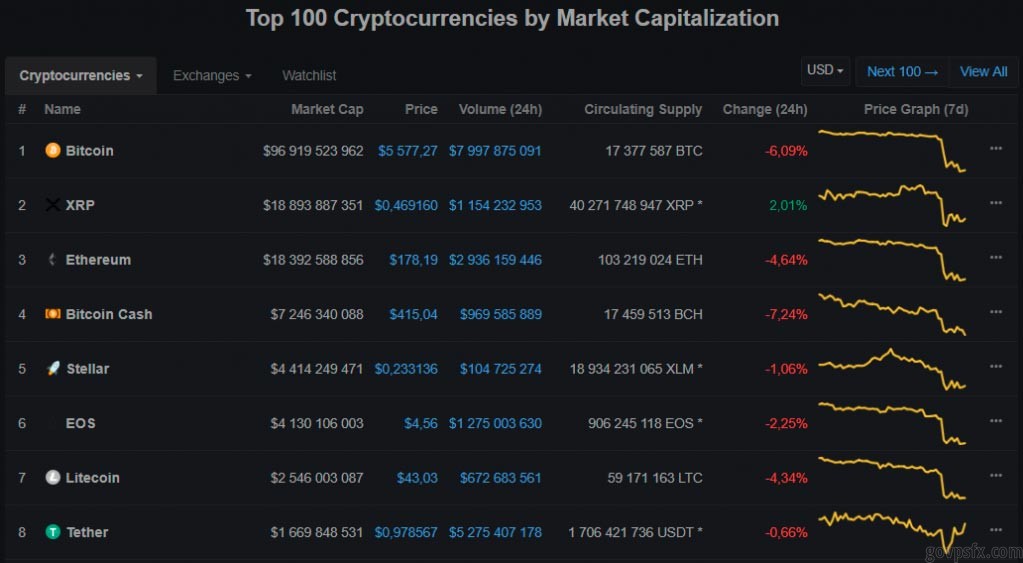 Top 100 Cryptocurrencies by Market Capitalization
Cryptocurrencies Exchanges Watchlist USD Next 100 → View All
# Name Market Cap Price Volume (24h) Circulating Supply Change (24h) Price Graph (7d)
1 Bitcoin $96 919 523 962 $5 577,27 $7 997 875 091 17 377 587 BTC -6,09%
2 XRP $18 893 887 351 $0,469160 $1 154 232 953 40 271 748 947 XRP * 2,01%
3 Ethereum $18 392 588 856 $178,19 $2 936 159 446 103 219 024 ETH -4,64%
4 Bitcoin Cash $7 246 340 088 $415,04 $969 585 889 17 459 513 BCH -7,24%
5 Stellar $4 414 249 471 $0,233136 $104 725 274 18 934 231 065 XLM * -1,06%
6 EOS $4 130 106 003 $4,56 $1 275 003 630 906 245 118 EOS * -2,25%
7 Litecoin $2 546 003 087 $43,03 $672 683 561 59 171 163 LTC -4,34%
8 Tether $1 669 848 531 $0,978567 $5 275 407 178 1 706 421 736 USDT * -0,66%
govpsfx.com